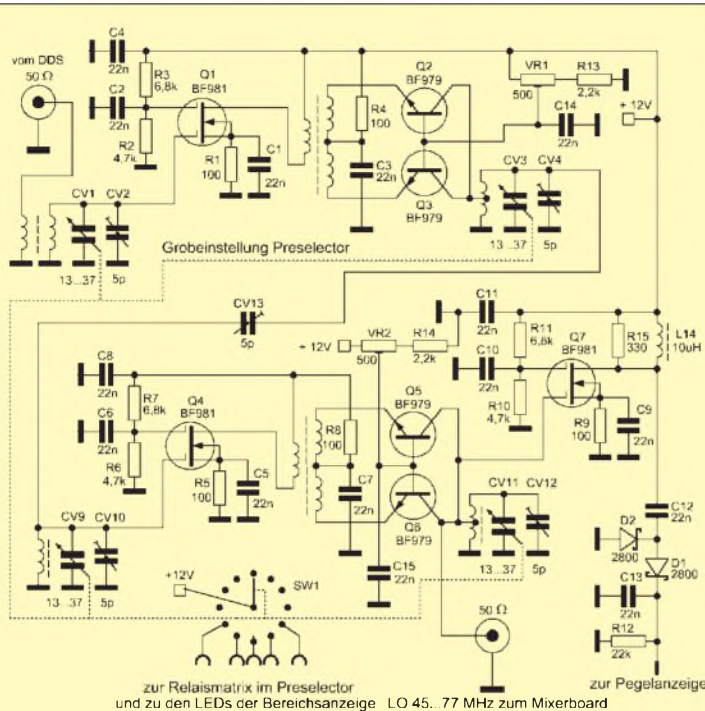 C4
vom DDS
50 Ω
22n
R3
6,8k
Q1
BF981
C2
22n
R2
4,7k
R1
100
C1
22n
R4
100
C3
22n
Q2
BF979
Q3
BF979
VR1
500
R13
2,2k
+ 12V
C14
22n
CV1
CV2
13...37
5p
CV3
CV4
13...37
5p
Grobeinstellung Preselector
CV13
5p
+ 12V
VR2
500
R14
2,2k
C11
22n
R11
6,8k
C10
22n
R10
4,7k
Q7
BF981
R15
330
L14
10uH
R9
100
C9
22n
C8
22n
R7
6,8k
C6
22n
R6
4,7k
Q4
BF981
R5
100
C5
22n
R8
100
C7
22n
Q5
BF979
Q6
BF979
CV11
CV12
13...37
5p
CV9
CV10
13...37
5p
C15
22n
+12V
SW1
50 Ω
C12
22n
D2
2800
D1
2800
C13
22n
R12
22k
zur Relaismatrix im Preselector
zur Pegelanzeige
und zu den LEDs der Bereichsanzeige LO 45...77 MHz zum Mixerboard